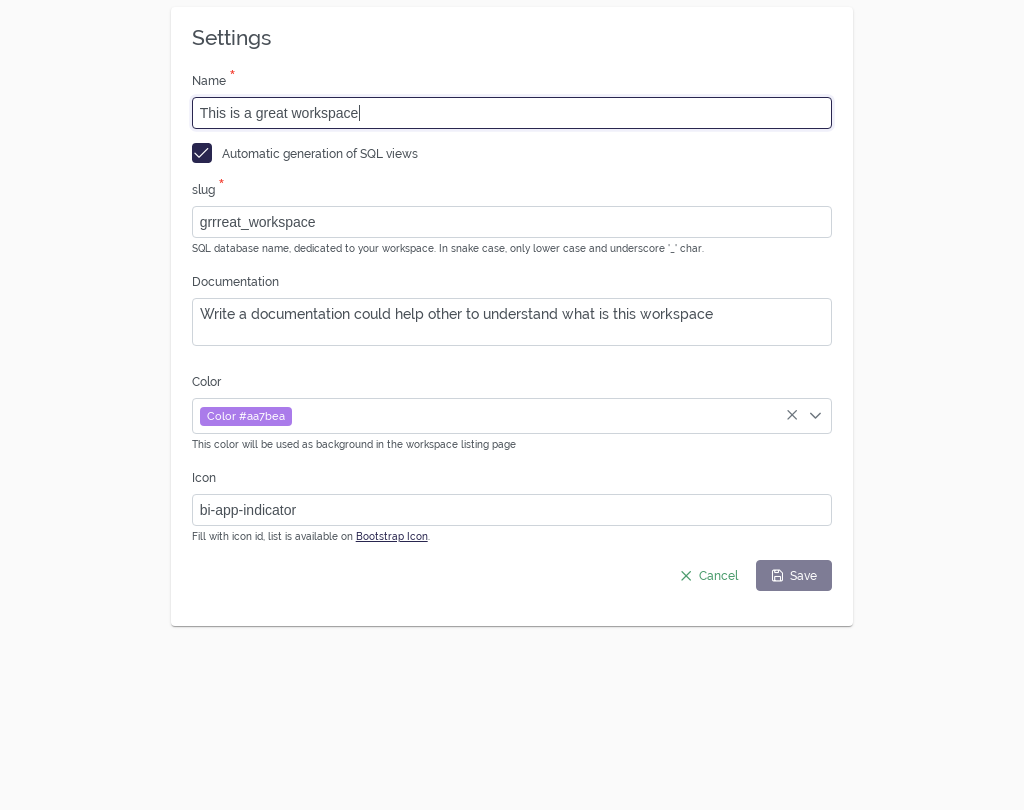 Settings
Name *
This is a great workspace
Automatic generation of SQL views
slug *
grrreat_workspace
SQL database name, dedicated to your workspace. In snake case, only lower case and underscore '_' char.
Documentation
Write a documentation could help other to understand what is this workspace
Color
Color #aa7bea
This color will be used as background in the workspace listing page
Icon
bi-app-indicator
Fill with icon id, list is available on Bootstrap Icon.
Cancel Save